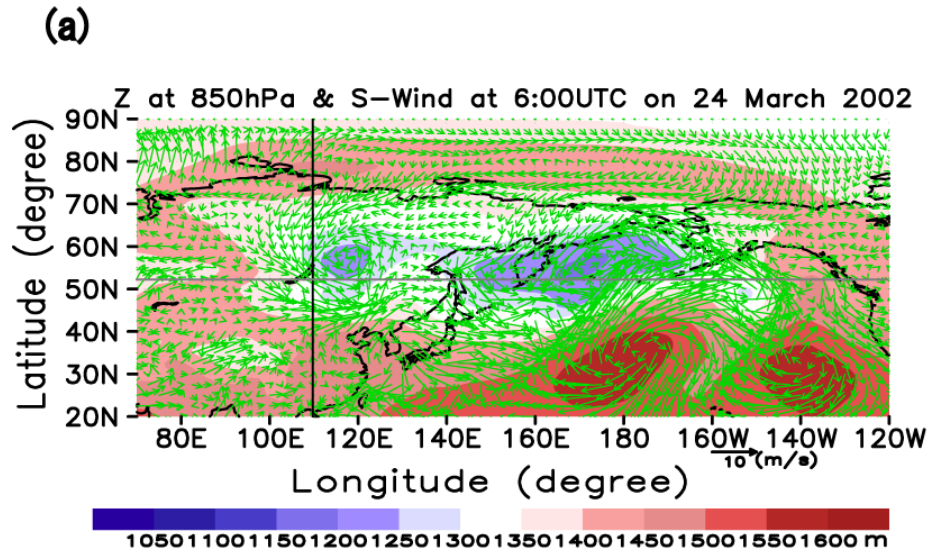 (a)
Z at 850hPa & S-Wind at 6:00UTC on 24 March 2002
Latitude (degree)
90N
80N
70N
60N
50N
40N
30N
20N
80E 100E 120E 140E 160E 180 160W 140W 120W
10 (m/s)
Longitude (degree)
1050 1100 1150 1200 1250 1300 1350 1400 1450 1500 1550 1600 m